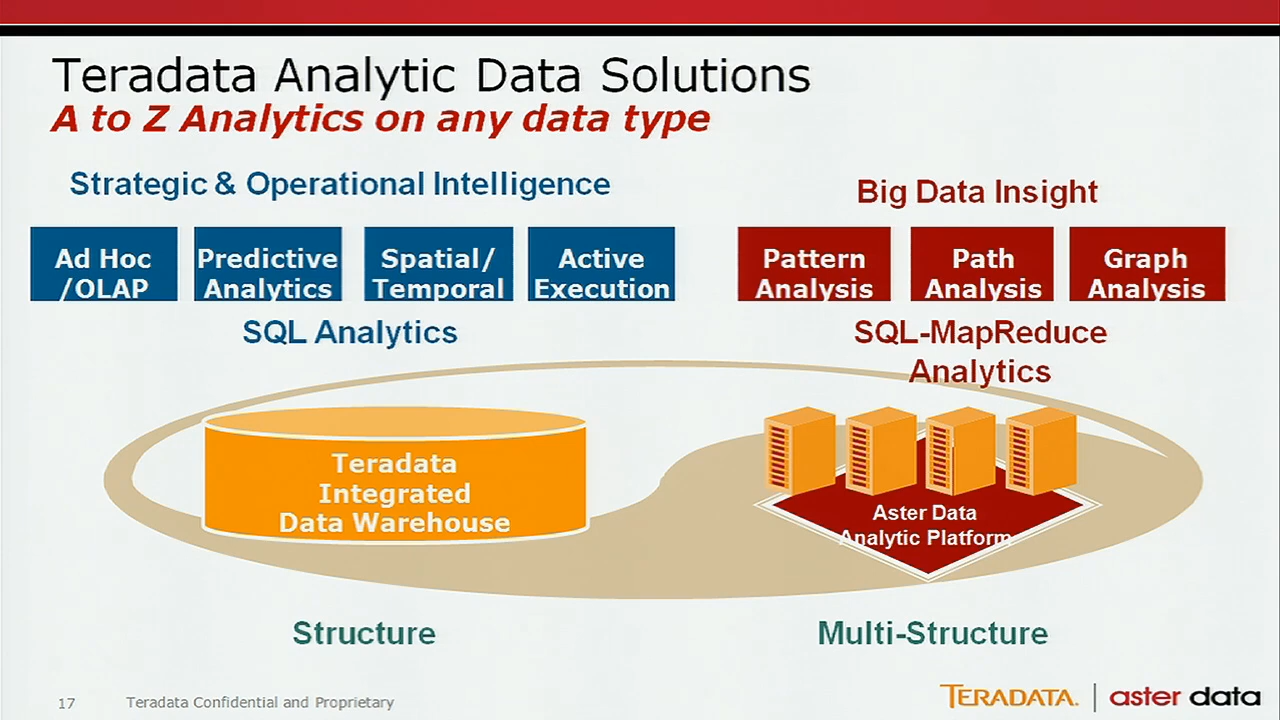 Teradata Analytic Data Solutions
A to Z Analytics on any data type
Strategic & Operational Intelligence
Ad Hoc
/OLAP
Predictive
Analytics
Spatial/
Temporal
Active
Execution
SQL Analytics
Big Data Insight
Pattern
Analysis
Path
Analysis
Graph
Analysis
SQL-MapReduce
Analytics
Teradata
Integrated
Data Warehouse
Aster Data
Analytic Platform
Structure
Multi-Structure
17
Teradata Confidential and Proprietary
TERADATA.
aster data